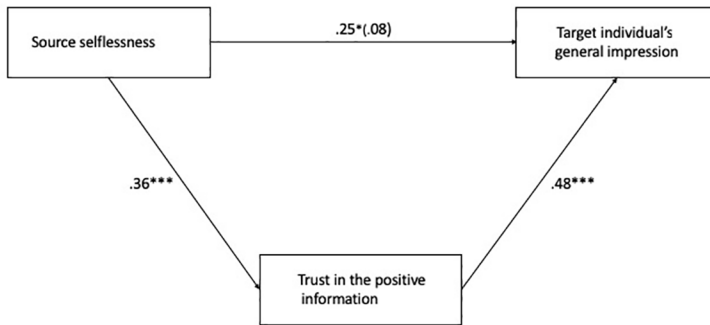 Source selflessness
.25*(.08)
Target individual's
general impression
.36***
.48***
Trust in the positive
information